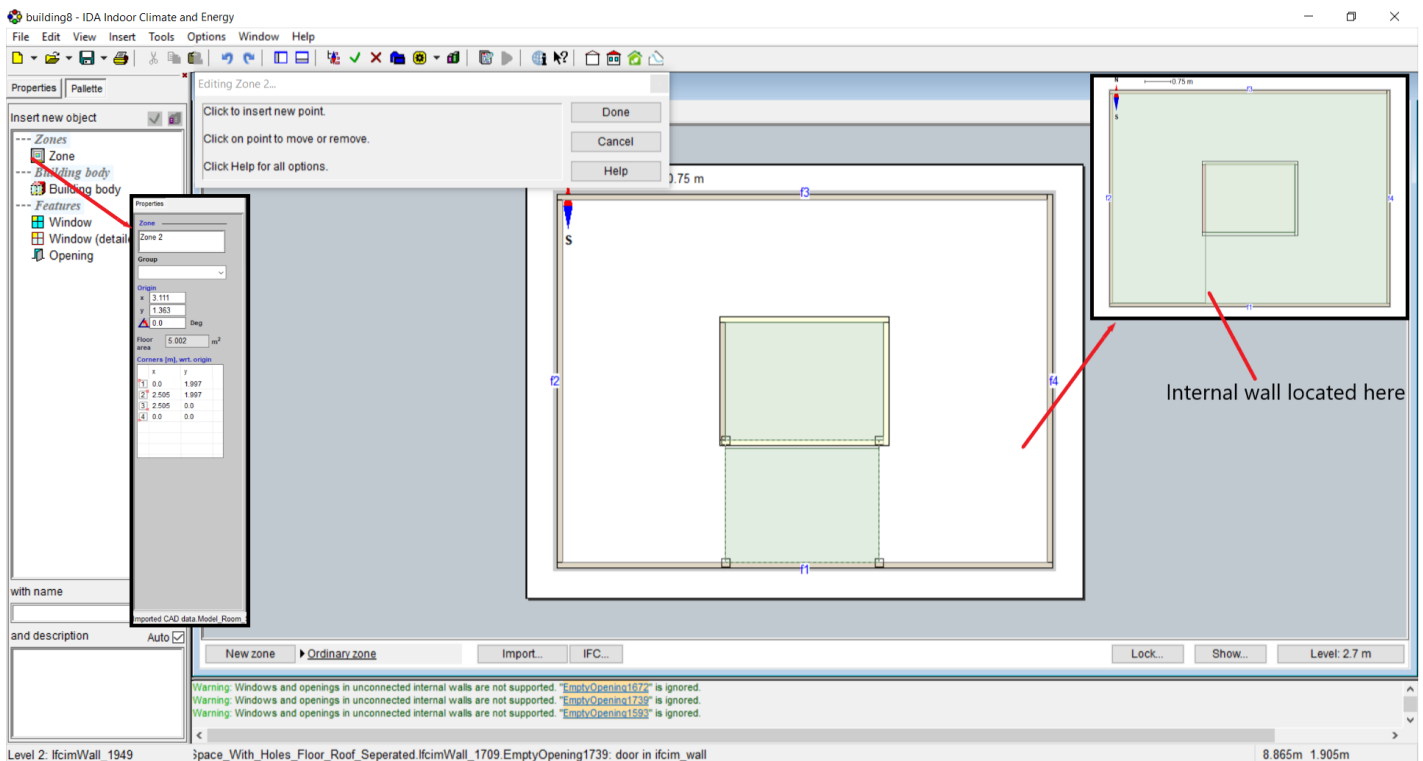 building8 - IDA Indoor Climate and Energy
File Edit View Insert Tools Options Window Help
Properties Pallette
Insert new object
--- Zones
Zone
--- Building body
Building body
--- Features
Window
Window (detaile
Opening
with name
and description Auto
Editing Zone 2...
Click to insert new point.
Click on point to move or remove.
Click Help for all options.
Done
Cancel
Help
Properties
Zone
Zone 2
Group
Origin
x 3.111
y 1.363
0.0 Deg
Floor area 5.002 m²
Corners [m], wrt. origin
x y
1 0.0 1.997
2 2.505 1.997
3 2.505 0.0
4 0.0 0.0
mported CAD data.Model_Room_
0.75 m
S
f3
f2
f4
f1
N
0.75 m
S
f3
f2
f4
f1
Internal wall located here
New zone Ordinary zone Import... IFC... Lock... Show... Level: 2.7 m
Warning: Windows and openings in unconnected internal walls are not supported. "EmptyOpening1672" is ignored.
Warning: Windows and openings in unconnected internal walls are not supported. "EmptyOpening1739" is ignored.
Warning: Windows and openings in unconnected internal walls are not supported. "EmptyOpening1593" is ignored.
Level 2: IfcimWall_1949 Space_With_Holes_Floor_Roof_Seperated.IfcimWall_1709.EmptyOpening1739: door in ifcim_wall 8.865m 1.905m